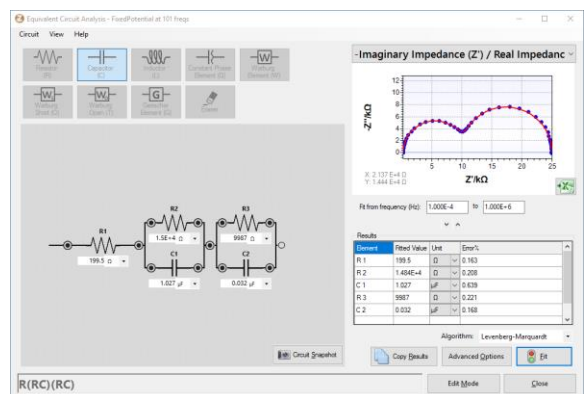 Equivalent Circuit Analysis - FixedPotential at 101 freqs
Circuit View Help
Resistor (R)
Capacitor (C)
Inductor (L)
Constant Phase Element (Q)
W
Warburg Element (W)
W
Warburg Short (O)
W
Warburg Open (T)
G
Gerischer Element (G)
Eraser
-Imaginary Impedance (Z') / Real Impedanc
-Z''/kΩ
12
10
8
6
4
2
0
5 10 15 20 25
Z'/kΩ
X: 2.137 E+4 Ω
Y: 1.444 E+4 Ω
Fit from frequency (Hz): 1.000E-4 to 1.000E+6
R1
199.5 Ω
R2
1.5E+4 Ω
C1
1.027 µF
R3
9987 Ω
C2
0.032 µF
Results
Element Fitted Value Unit Error%
R 1 199.5 Ω 0.163
R 2 1.484E+4 Ω 0.208
C 1 1.027 µF 0.639
R 3 9987 Ω 0.221
C 2 0.032 µF 0.168
Algorithm: Levenberg-Marquardt
Circuit Snapshot
Copy Results Advanced Options Fit
R(RC)(RC)
Edit Mode Close